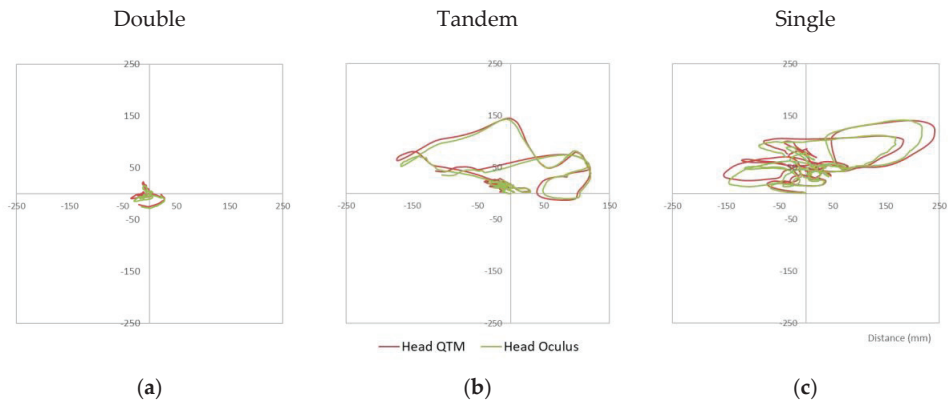 Double Tandem Single
250 250 250
150 150 150
50 50 50
-250 -150 -50 50 150 250 -250 -150 -50 50 150 -250 -150 -50 50 150 250
-50 -50 -50
-150 -150 -150
-250 -250 -250
Distance (mm)
Head QTM Head Oculus
(a) (b) (c)